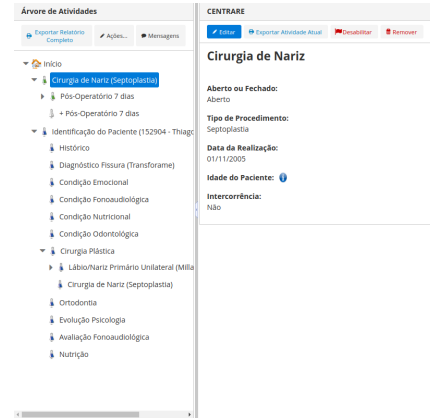 Árvore de Atividades
Exportar Relatório
Completo
Ações...
Mensagens
Início
Cirurgia de Nariz (Septoplastia)
Pós-Operatório 7 dias
+ Pós-Operatório 7 dias
Identificação do Paciente (152904 - Thiago
Histórico
Diagnóstico Fissura (Transforame)
Condição Emocional
Condição Fonoaudiológica
Condição Nutricional
Condição Odontológica
Cirurgia Plástica
Lábio/Nariz Primário Unilateral (Milla
Cirurgia de Nariz (Septoplastia)
Ortodontia
Evolução Psicologia
Avaliação Fonoaudiológica
Nutrição
CENTRARE
Editar
Exportar Atividade Atual
Desabilitar
Remover
Cirurgia de Nariz
Aberto ou Fechado:
Aberto
Tipo de Procedimento:
Septoplastia
Data da Realização:
01/11/2005
Idade do Paciente:
Intercorrência:
Não